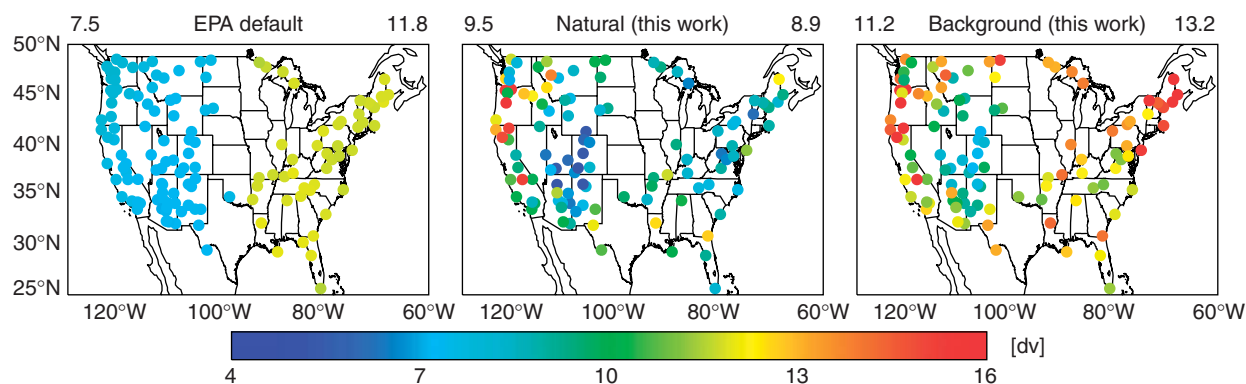 7.5 EPA default 11.8 9.5 Natural (this work) 8.9 11.2 Background (this work) 13.2
50°N
45°N
40°N
35°N
30°N
25°N
120°W 100°W 80°W 60°W 120°W 100°W 80°W 60°W 120°W 100°W 80°W 60°W
[dv]
4 7 10 13 16